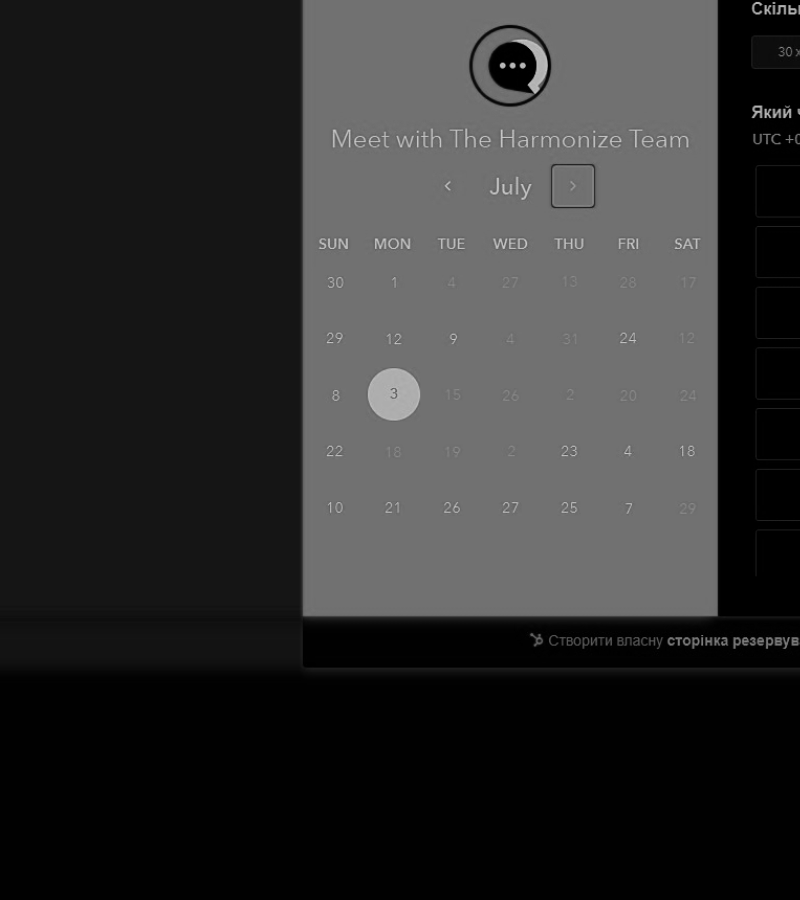 Скіль
30 x
Який ч
UTC +0
Meet with The Harmonize Team
July
SUN MON TUE WED THU FRI SAT
30 1 4 27 13 28 17
29 12 9 4 31 24 12
8 3 15 26 2 20 24
22 18 19 2 23 4 18
10 21 26 27 25 7 29
Створити власну сторінка резервув